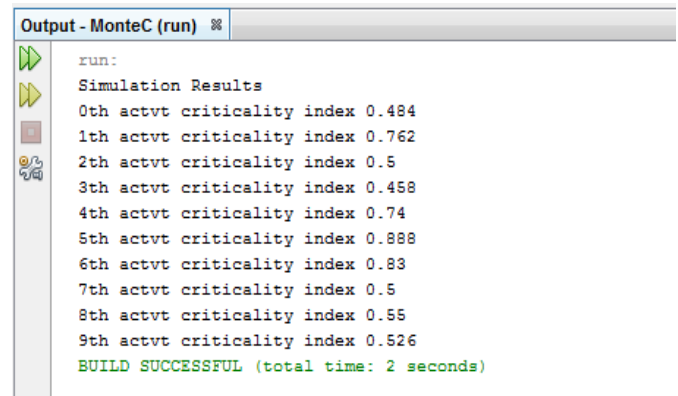 Output - MonteC (run)
run:
Simulation Results
0th actvt criticality index 0.484
1th actvt criticality index 0.762
2th actvt criticality index 0.5
3th actvt criticality index 0.458
4th actvt criticality index 0.74
5th actvt criticality index 0.888
6th actvt criticality index 0.83
7th actvt criticality index 0.5
8th actvt criticality index 0.55
9th actvt criticality index 0.526
BUILD SUCCESSFUL (total time: 2 seconds)